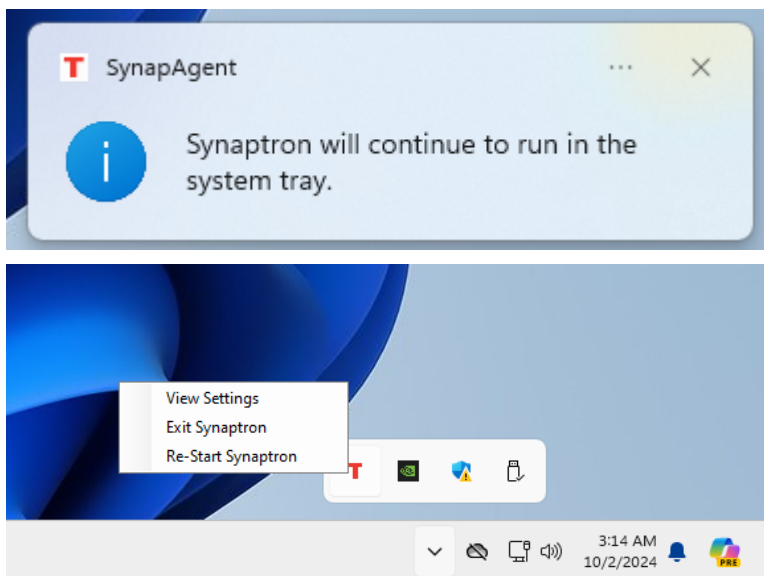 T SynapAgent
Synaptron will continue to run in the
system tray.
View Settings
Exit Synaptron
Re-Start Synaptron
T
3:14 AM
10/2/2024
PRE